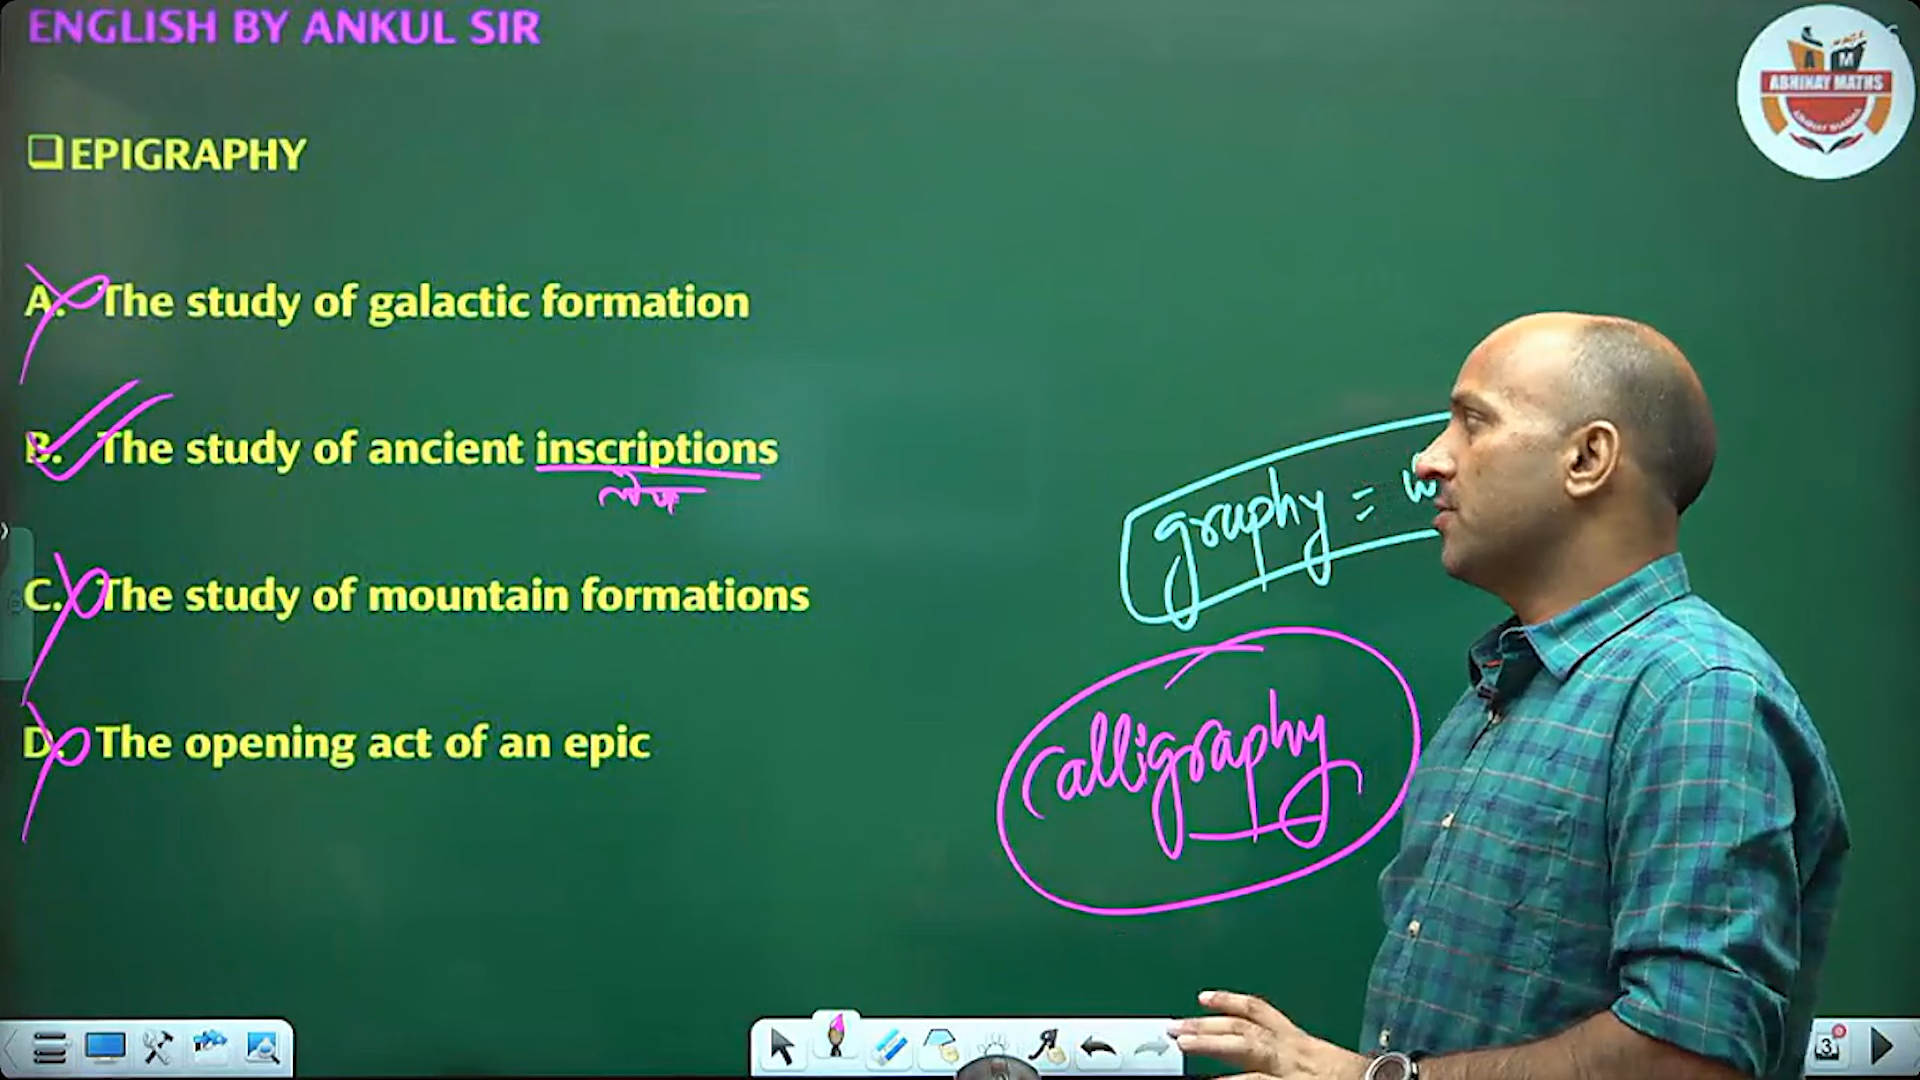 ENGLISH BY ANKUL SIR
ABHINAY MATHS
EPIGRAPHY
A. The study of galactic formation
B. The study of ancient inscriptions
लेख
graphy = w
C. The study of mountain formations
calligraphy
D. The opening act of an epic